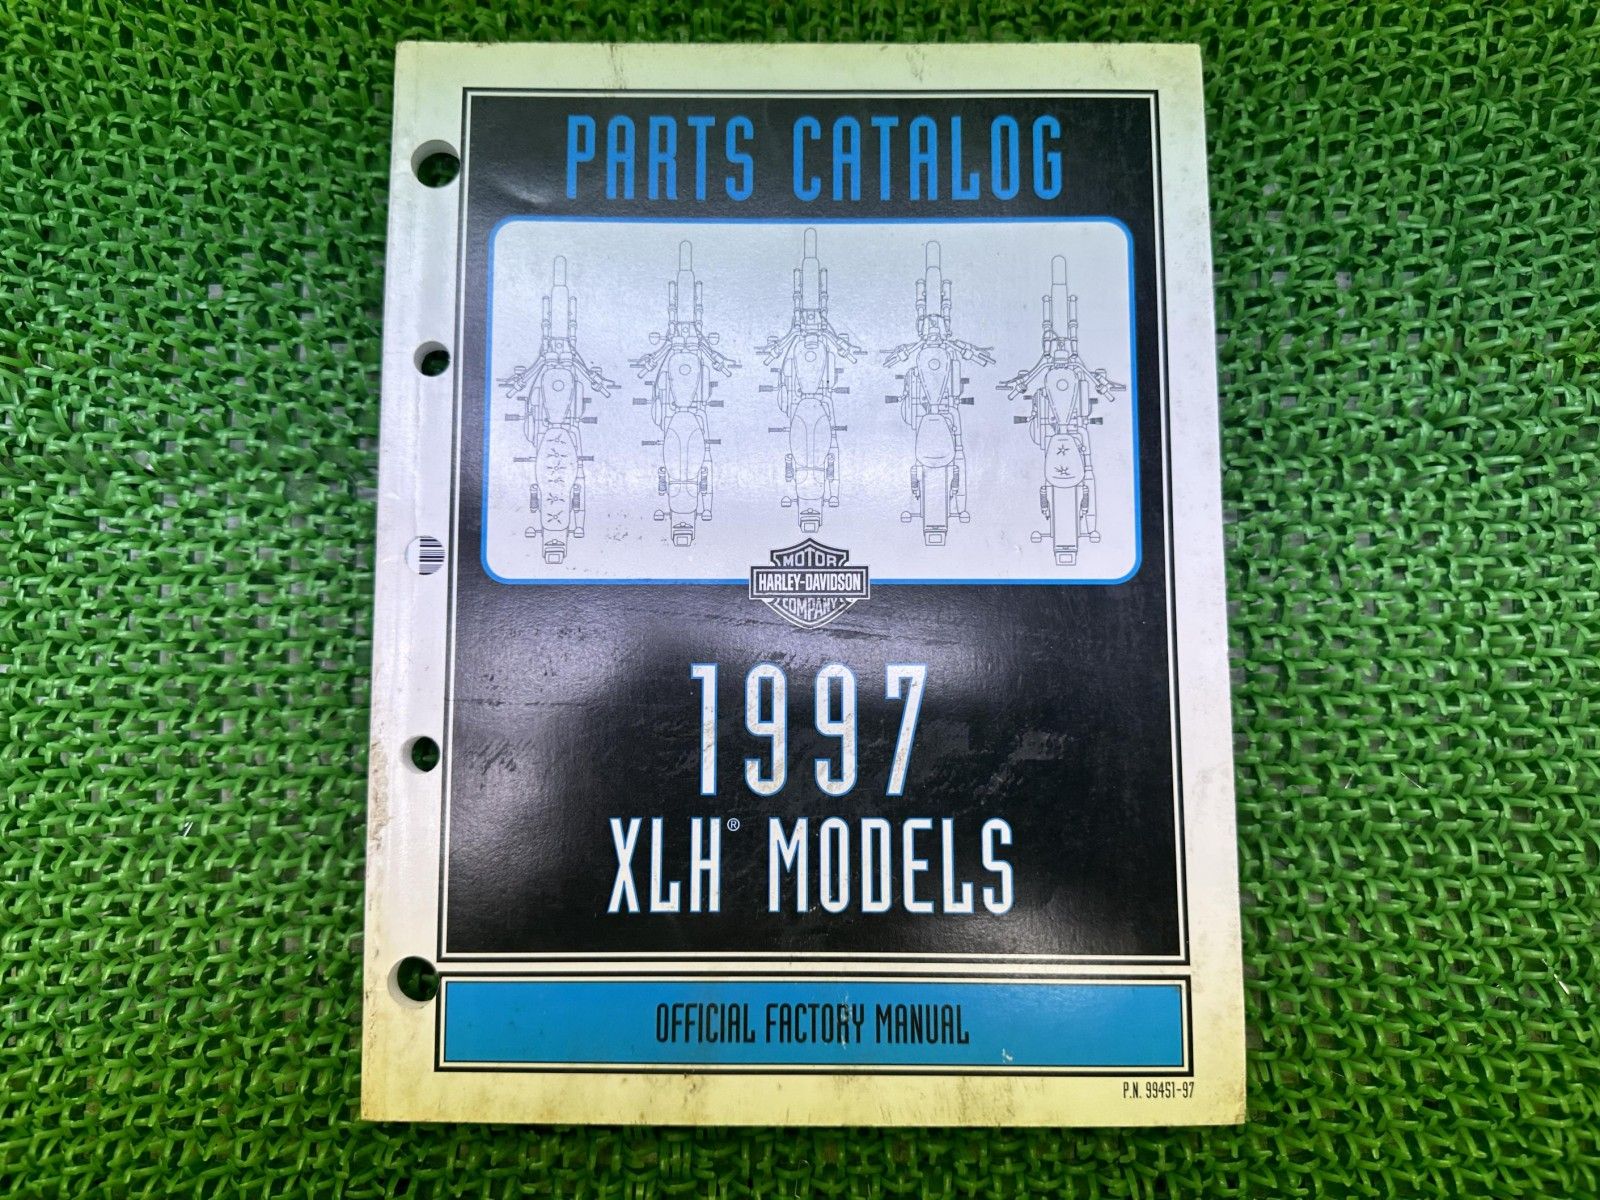 PARTS CATALOG
MOTOR
HARLEY-DAVIDSON
COMPANY
1997
XLH® MODELS
OFFICIAL FACTORY MANUAL
P.N. 99451-97